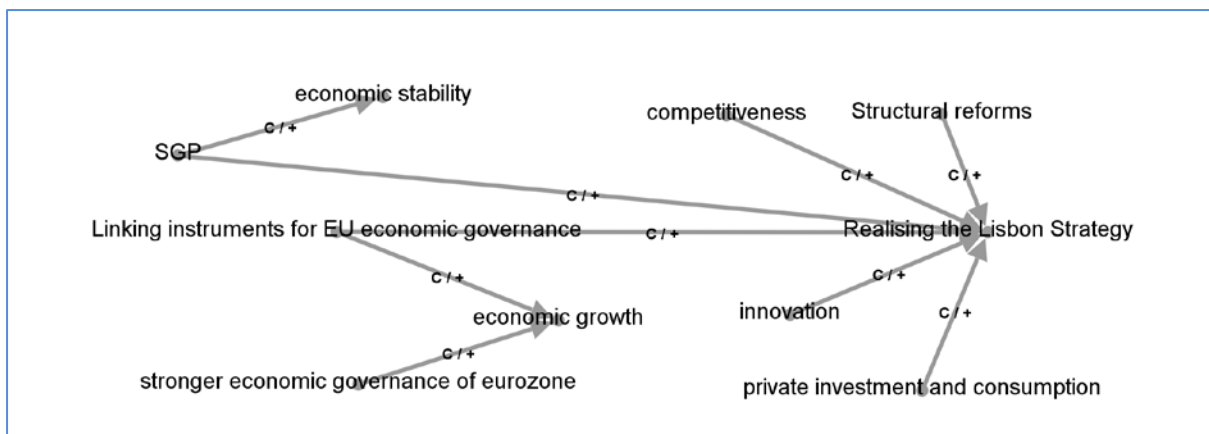 economic stability
competitiveness
Structural reforms
C / +
SGP
C / +
C / +
C / +
Linking instruments for EU economic governance
C / +
Realising the Lisbon Strategy
C / +
C / +
economic growth
innovation
C / +
C / +
stronger economic governance of eurozone
private investment and consumption